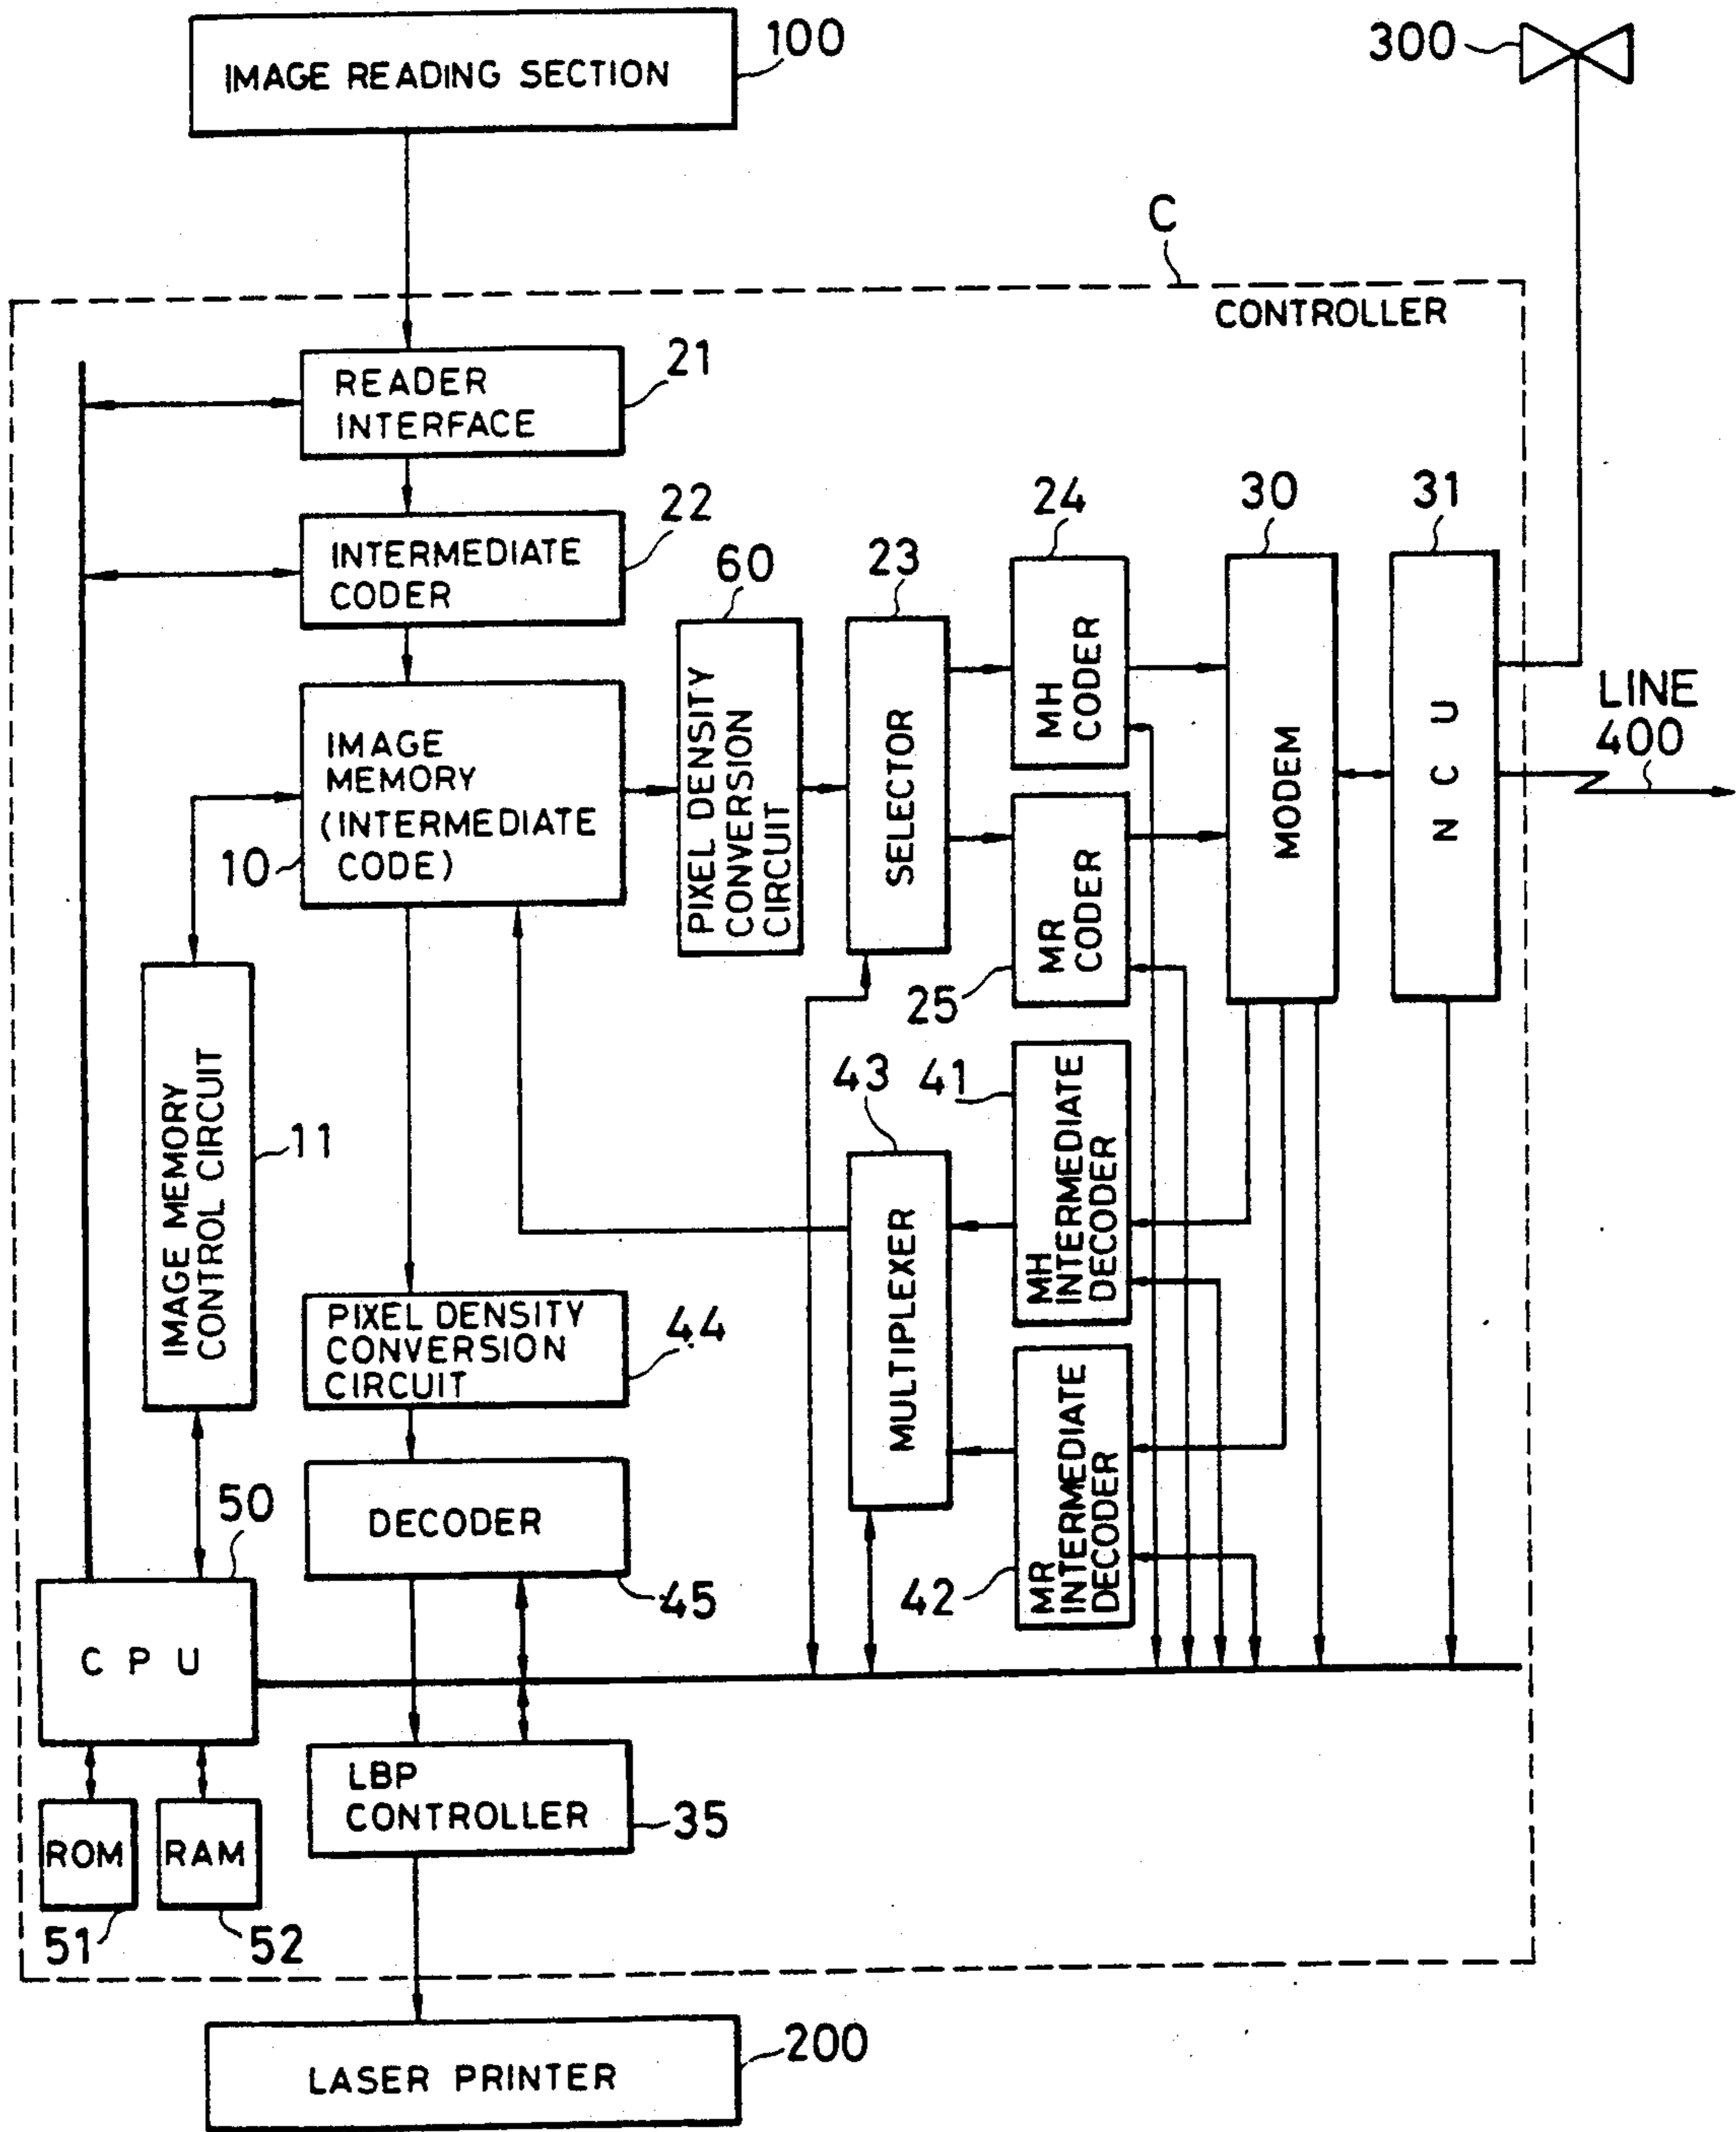 100
IMAGE READING SECTION
300
C
CONTROLLER
21
READER
INTERFACE
22
INTERMEDIATE
CODER
60
PIXEL DENSITY
CONVERSION
CIRCUIT
23
SELECTOR
24
MH
CODER
30
MODEM
31
N C U
LINE
400
IMAGE
MEMORY
(INTERMEDIATE
CODE)
10
MR
CODER
25
IMAGE MEMORY
CONTROL CIRCUIT
11
43
MULTIPLEXER
41
MH
INTERMEDIATE
DECODER
PIXEL DENSITY
CONVERSION
CIRCUIT
44
MR
INTERMEDIATE
DECODER
42
DECODER
45
50
C P U
LBP
CONTROLLER
35
ROM
RAM
51
52
LASER PRINTER
200